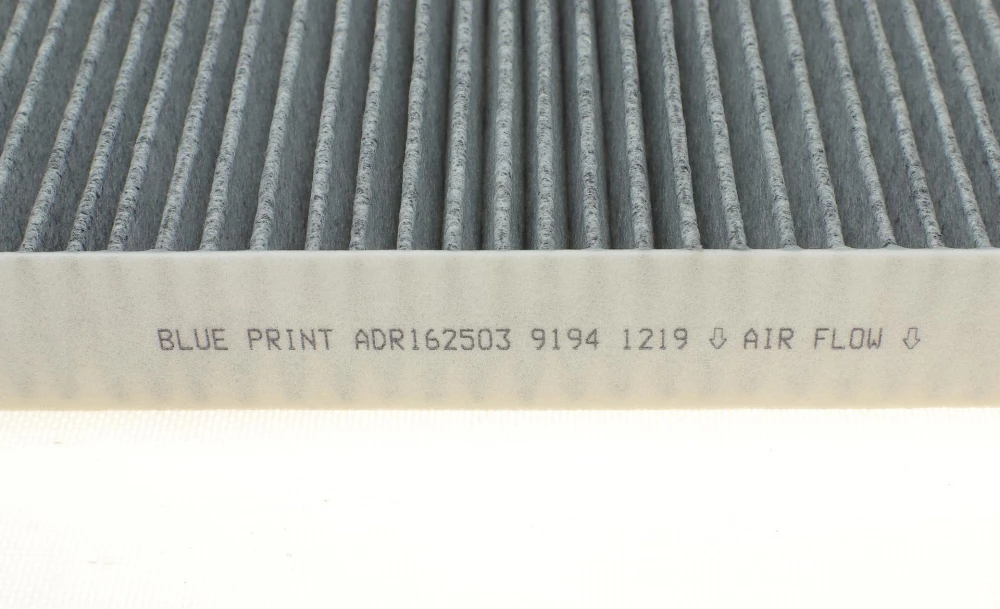 BLUE PRINT ADR162503 9194 1219 ⇩ AIR FLOW ⇩